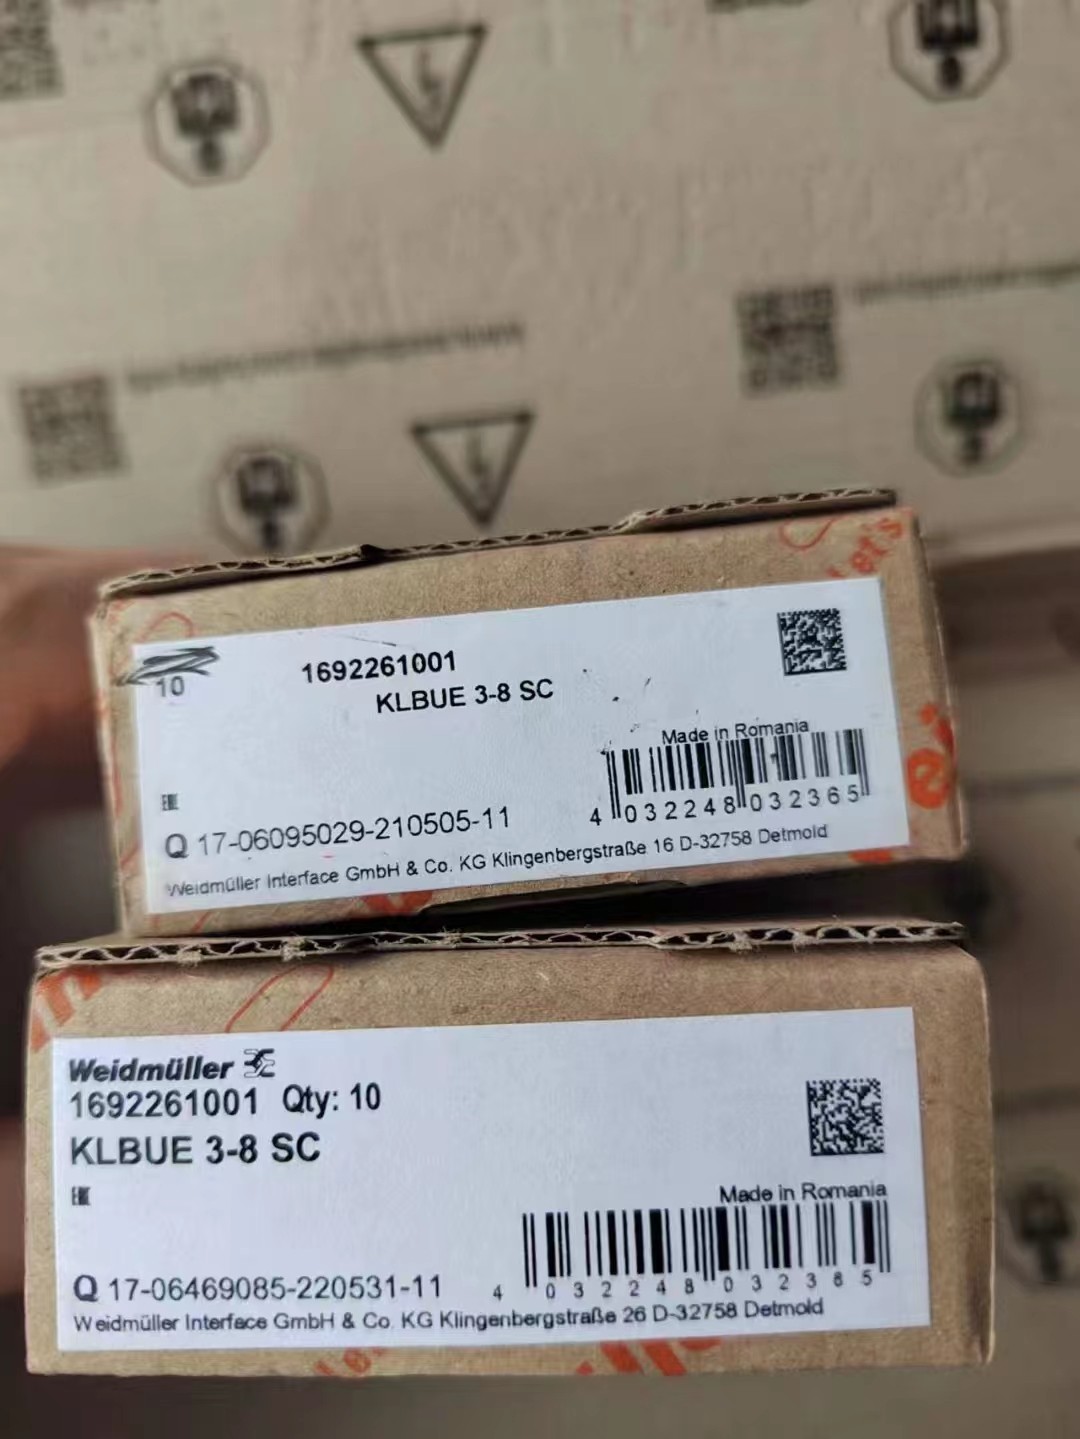 let's
10
1692261001
KLBUE 3-8 SC
Made in Romania
4 032248 032365
EAC
Q 17-06095029-210505-11
Weidmüller Interface GmbH & Co. KG Klingenbergstraße 16 D-32758 Detmold
Weidmüller
1692261001 Qty: 10
KLBUE 3-8 SC
EAC
Made in Romania
4 032248 032365
Q 17-06469085-220531-11
Weidmüller Interface GmbH & Co. KG Klingenbergstraße 26 D-32758 Detmold